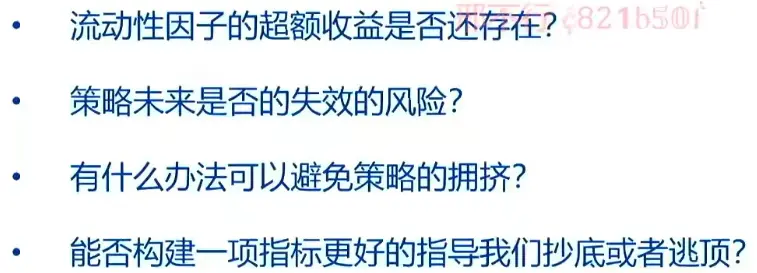 • 流动性因子的超额收益是否还存在?
• 策略未来是否的失效的风险?
• 有什么办法可以避免策略的拥挤?
• 能否构建一项指标更好的指导我们抄底或者逃顶?